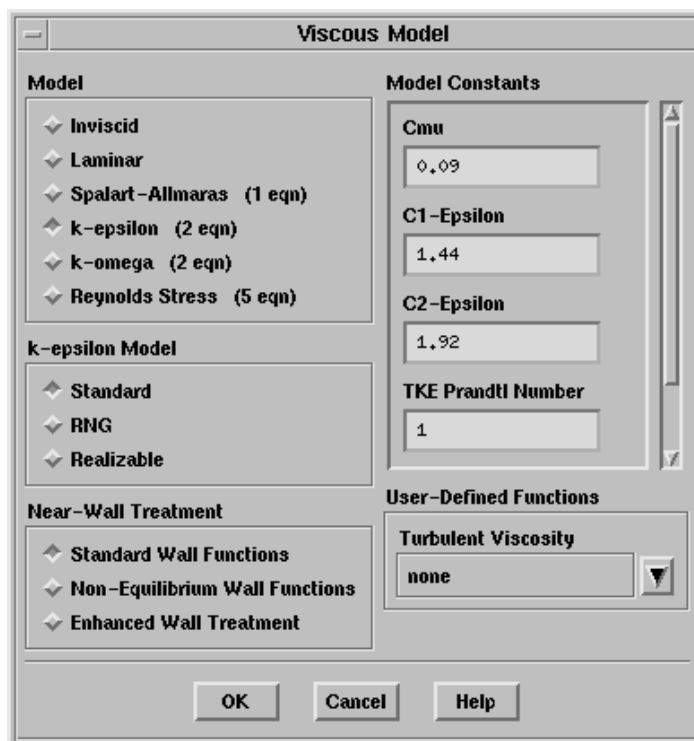 Viscous Model
Model
Inviscid
Laminar
Spalart-Allmaras (1 eqn)
k-epsilon (2 eqn)
k-omega (2 eqn)
Reynolds Stress (5 eqn)
k-epsilon Model
Standard
RNG
Realizable
Near-Wall Treatment
Standard Wall Functions
Non-Equilibrium Wall Functions
Enhanced Wall Treatment
Model Constants
Cmu
0.09
C1-Epsilon
1.44
C2-Epsilon
1.92
TKE Prandtl Number
1
User-Defined Functions
Turbulent Viscosity
none
OK Cancel Help